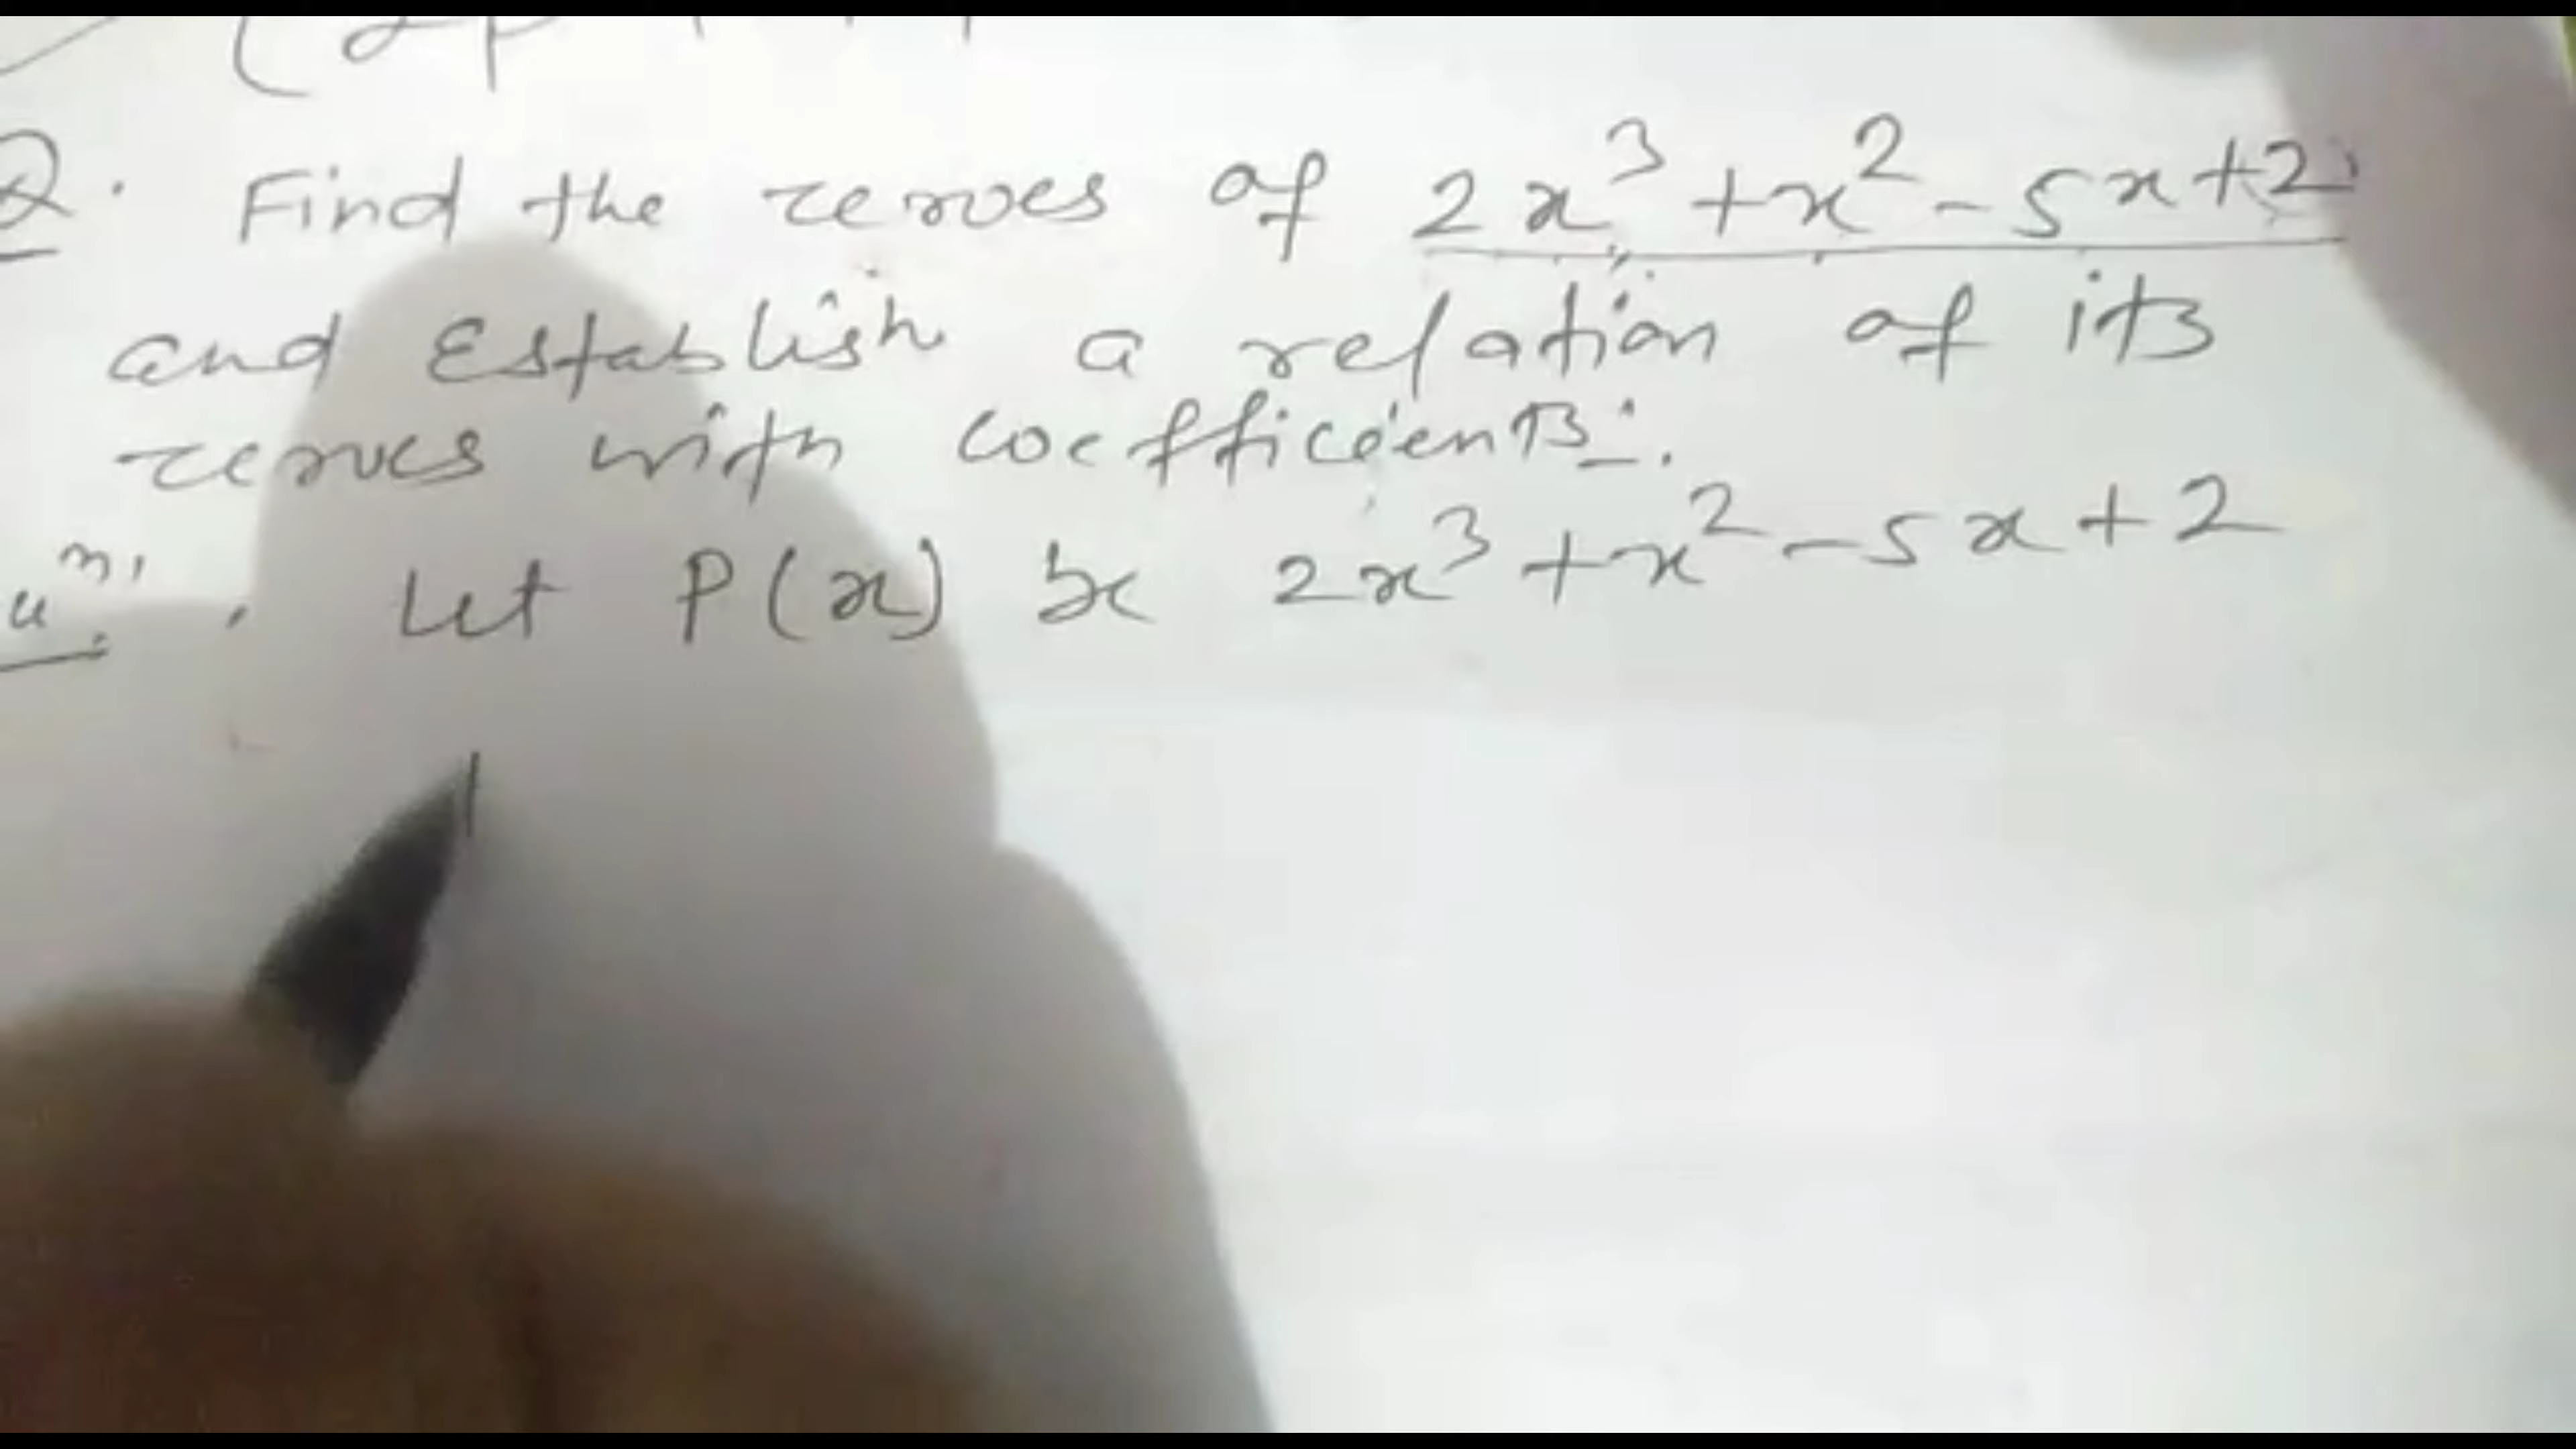 Q. Find the zeroes of 2x³+x²-5x+2
and Establish a relation of its
zeroes with coefficients:.
Let P(x) be 2x³+x²-5x+2